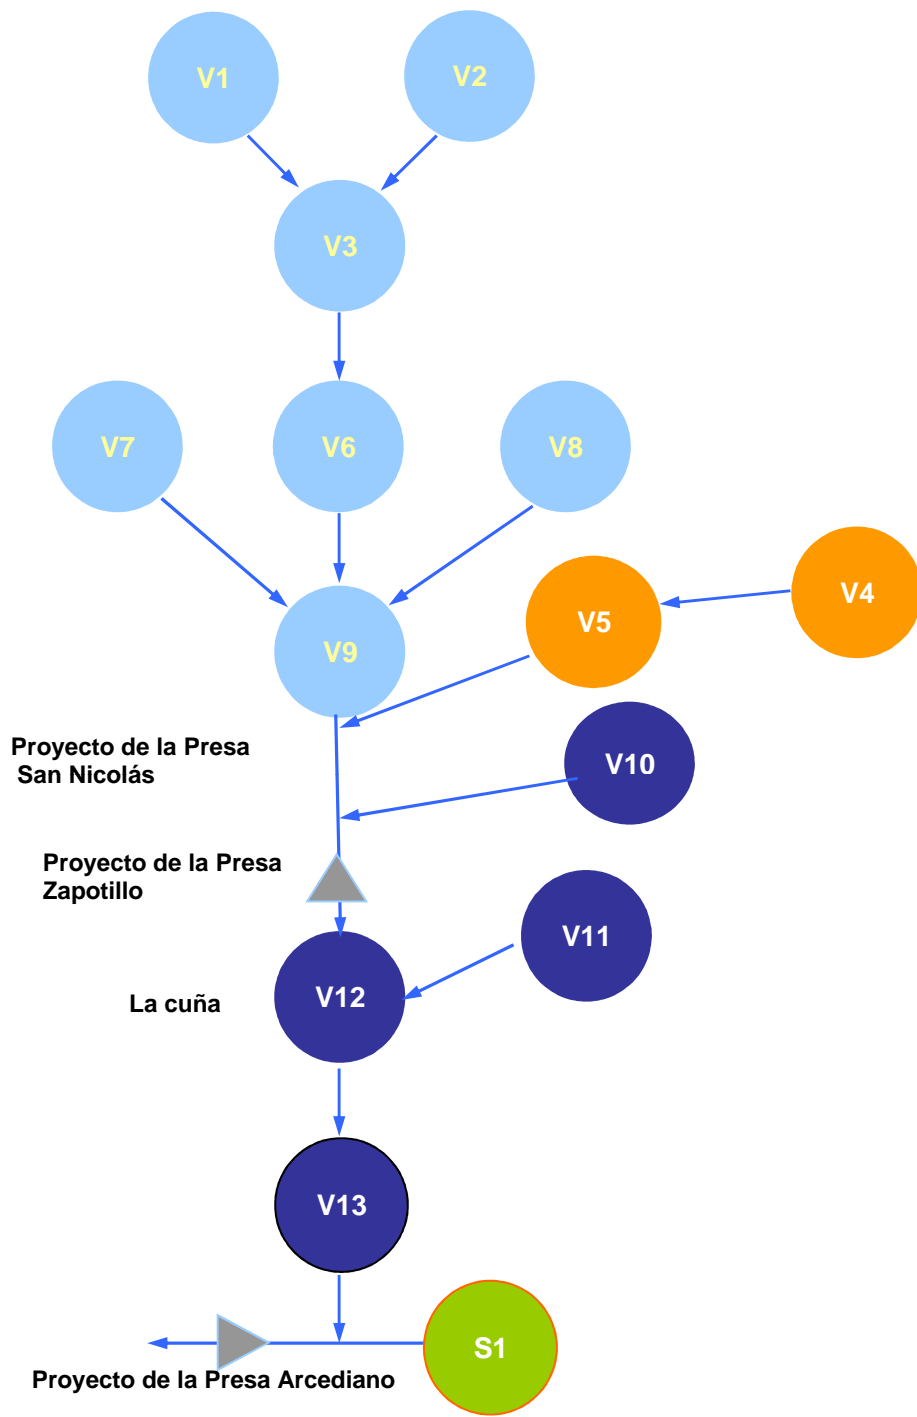 V1
V2
V3
V7
V6
V8
V4
V5
V9
Proyecto de la Presa
San Nicolás
V10
Proyecto de la Presa
Zapotillo
V11
V12
La cuña
V13
S1
Proyecto de la Presa Arcediano